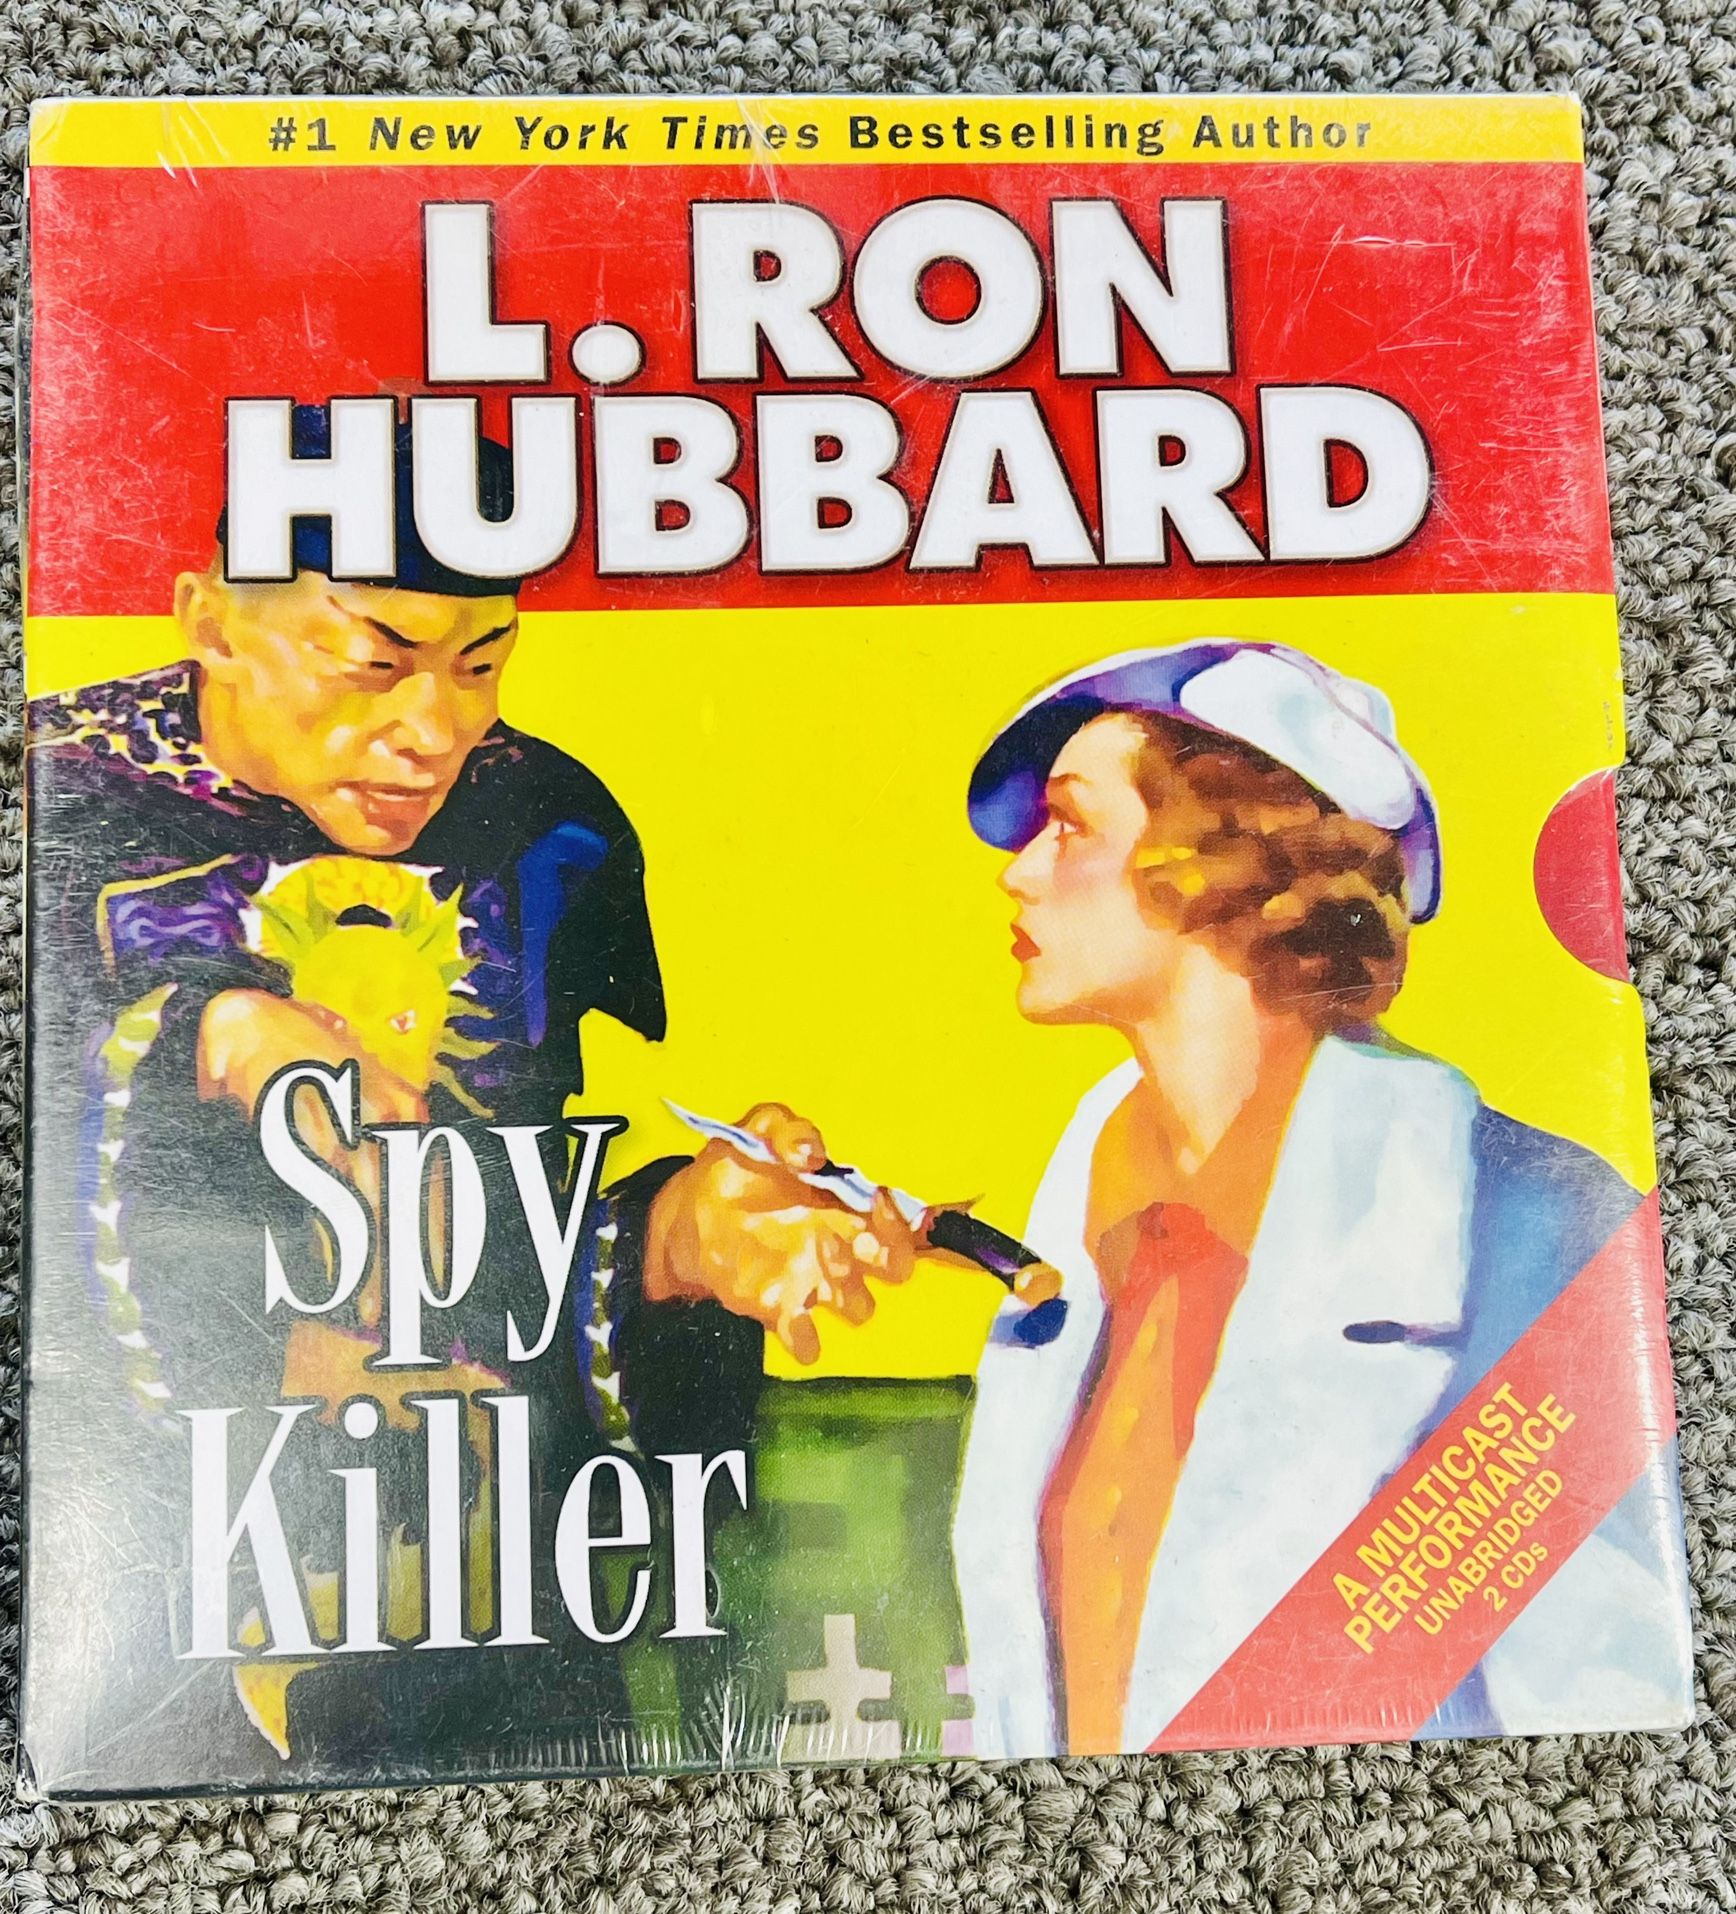 #1 New York Times Bestselling Author
L. RON
HUBBARD
Spy
Killer
A MULTICAST
PERFORMANCE
UNABRIDGED
2 CDs